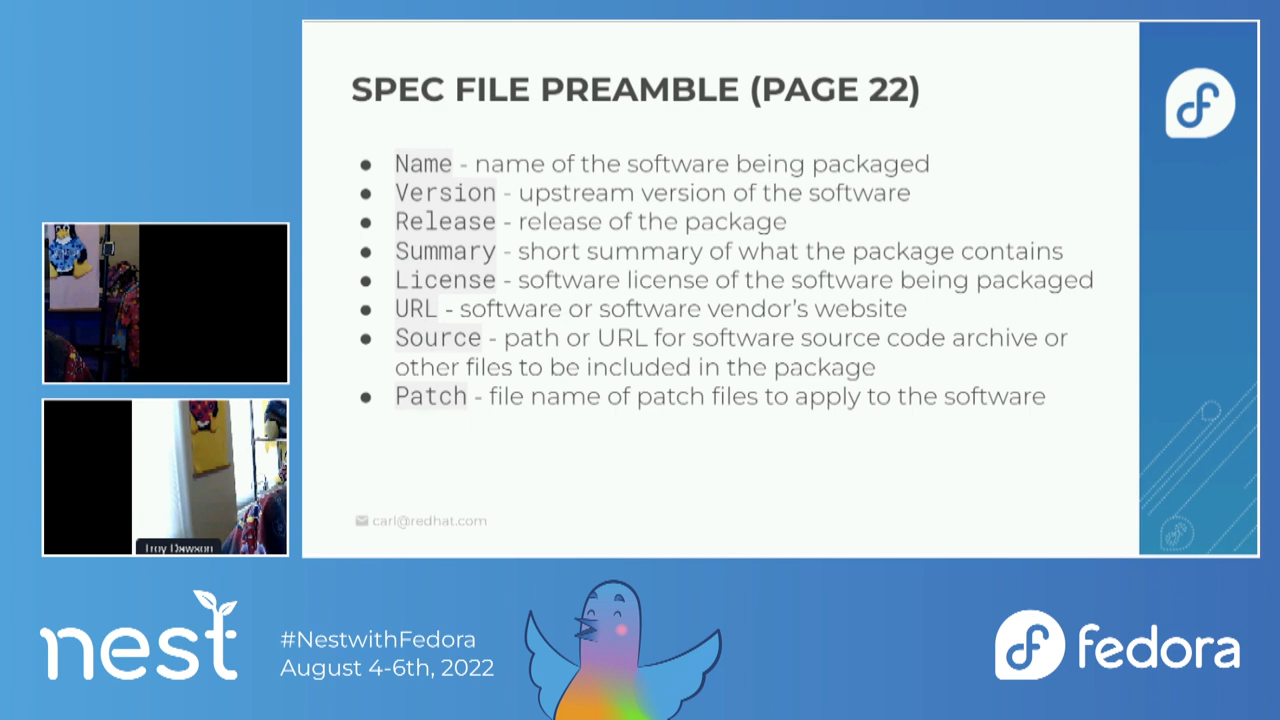 SPEC FILE PREAMBLE (PAGE 22)
● Name - name of the software being packaged
● Version - upstream version of the software
● Release - release of the package
● Summary - short summary of what the package contains
● License - software license of the software being packaged
● URL - software or software vendor's website
● Source - path or URL for software source code archive or
other files to be included in the package
● Patch - file name of patch files to apply to the software
carl@redhat.com
Troy Dawson
nest
#NestwithFedora
August 4-6th, 2022
fedora